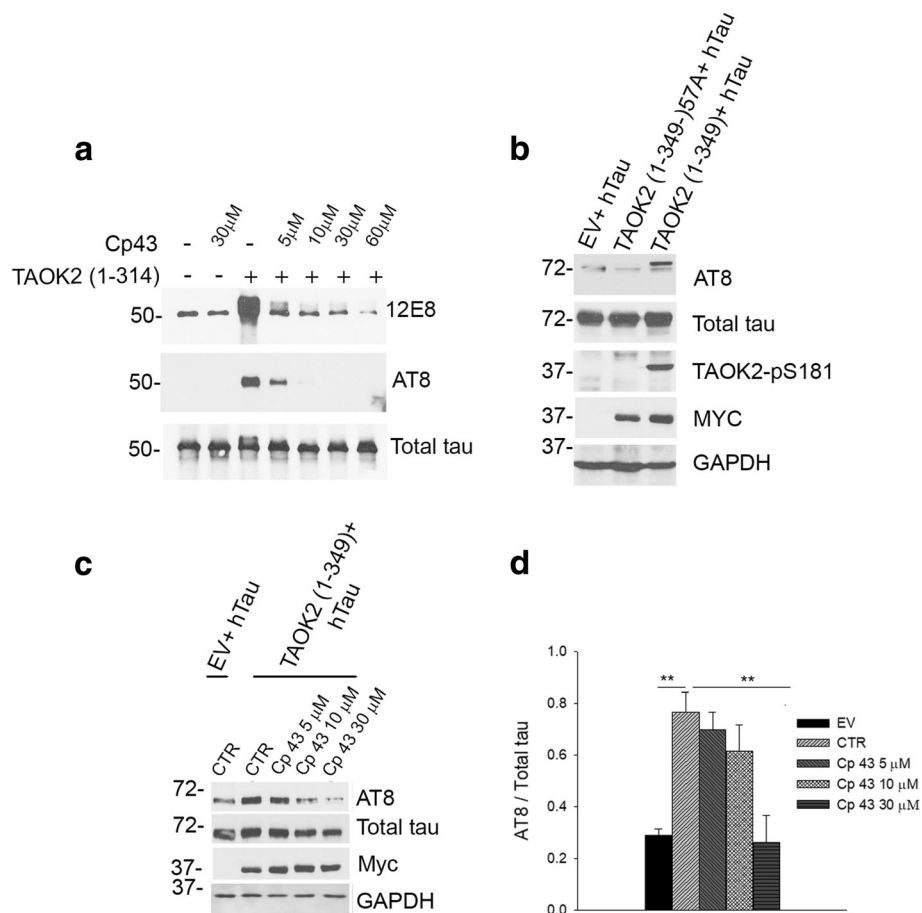 a
Cp43 - 30µM - 5µM 10µM 30µM 60µM
TAOK2 (1-314) - - + + + + +
50- 12E8
50- AT8
50- Total tau
b
EV+ hTau
TAOK2 (1-349-)57A+ hTau
TAOK2 (1-349)+ hTau
72- AT8
72- Total tau
37- TAOK2-pS181
37- MYC
37- GAPDH
c
EV+ hTau
TAOK2 (1-349)+
hTau
CTR CTR Cp 43 5 µM Cp 43 10 µM Cp 43 30 µM
72- AT8
72- Total tau
37- Myc
37- GAPDH
d
AT8 / Total tau
1.0
0.8
0.6
0.4
0.2
0.0
** **
EV
CTR
Cp 43 5 µM
Cp 43 10 µM
Cp 43 30 µM